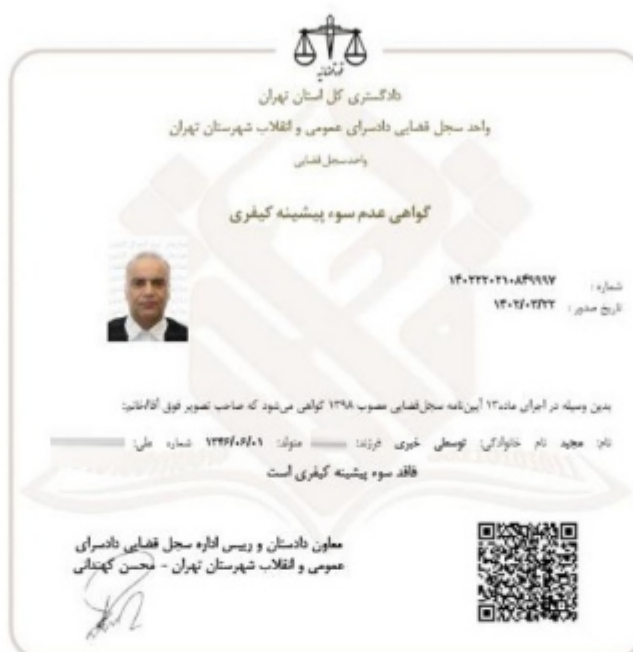 قوه قضاییه
دادگستری کل استان تهران
واحد سجل قضایی دادسرای عمومی و انقلاب شهرستان تهران
واحد سجل قضایی
گواهی عدم سوء پیشینه کیفری
شماره : ۱۴۰۲۲۲۰۲۱۰۸۴۹۹۹۷
تاریخ صدور : ۱۴۰۲/۰۳/۲۲
بدین وسیله در اجرای ماده ۱۳ آیین‌نامه سجل قضایی مصوب ۱۳۹۸ گواهی می‌شود که صاحب تصویر فوق آقا/خانم:
نام: مجید نام خانوادگی: توسطی خیری فرزند: متولد: ۱۳۴۶/۰۶/۰۱ شماره ملی:
فاقد سوء پیشینه کیفری است
معاون دادستان و رییس اداره سجل قضایی دادسرای
عمومی و انقلاب شهرستان تهران - محسن کهندانی